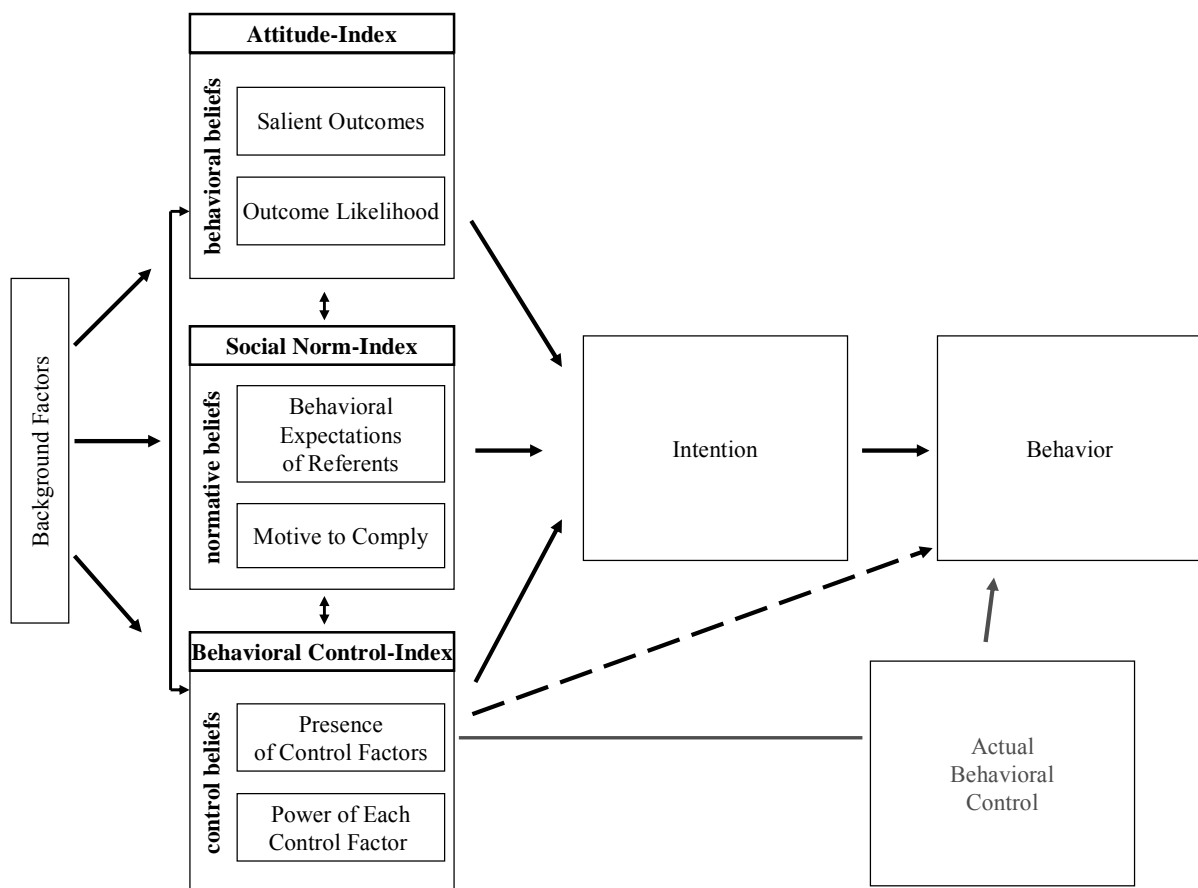 Background Factors
Attitude-Index
behavioral beliefs
Salient Outcomes
Outcome Likelihood
Social Norm-Index
normative beliefs
Behavioral
Expectations
of Referents
Motive to Comply
Behavioral Control-Index
control beliefs
Presence
of Control Factors
Power of Each
Control Factor
Intention
Behavior
Actual
Behavioral
Control